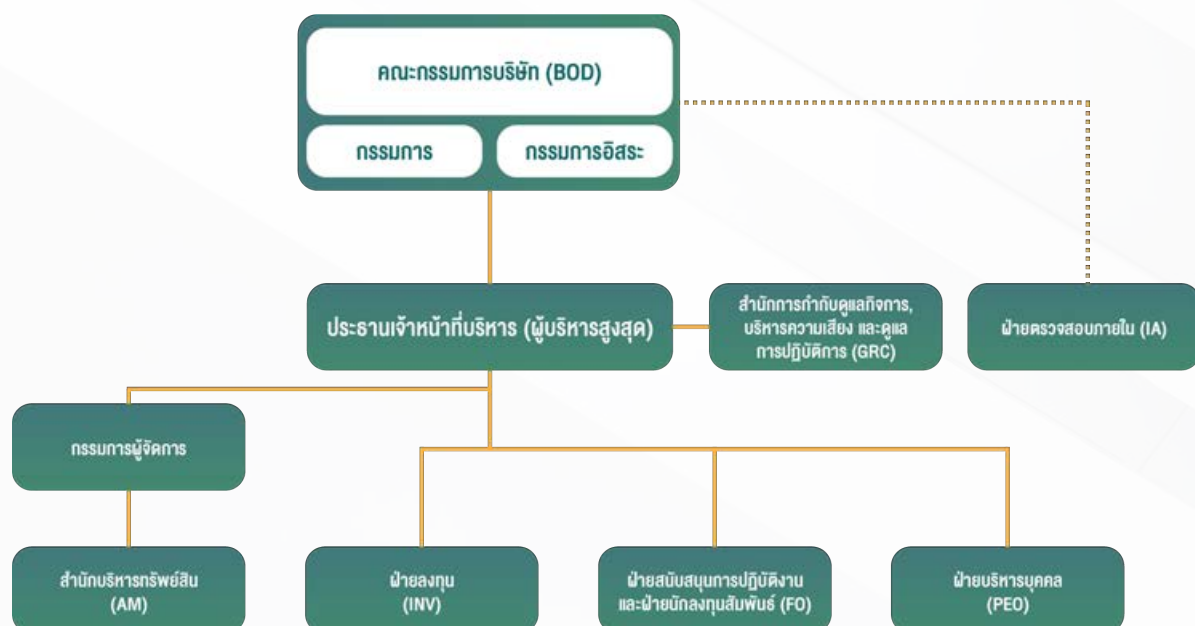 คณะกรรมการบริษัท (BOD)
กรรมการ
กรรมการอิสระ
ประธานเจ้าหน้าที่บริหาร (ผู้บริหารสูงสุด)
สำนักการกำกับดูแลกิจการ,
บริหารความเสี่ยง และดูแล
การปฏิบัติการ (GRC)
ฝ่ายตรวจสอบภายใน (IA)
กรรมการผู้จัดการ
สำนักบริหารทรัพย์สิน
(AM)
ฝ่ายลงทุน
(INV)
ฝ่ายสนับสนุนการปฏิบัติงาน
และฝ่ายนักลงทุนสัมพันธ์ (FO)
ฝ่ายบริหารบุคคล
(PEO)